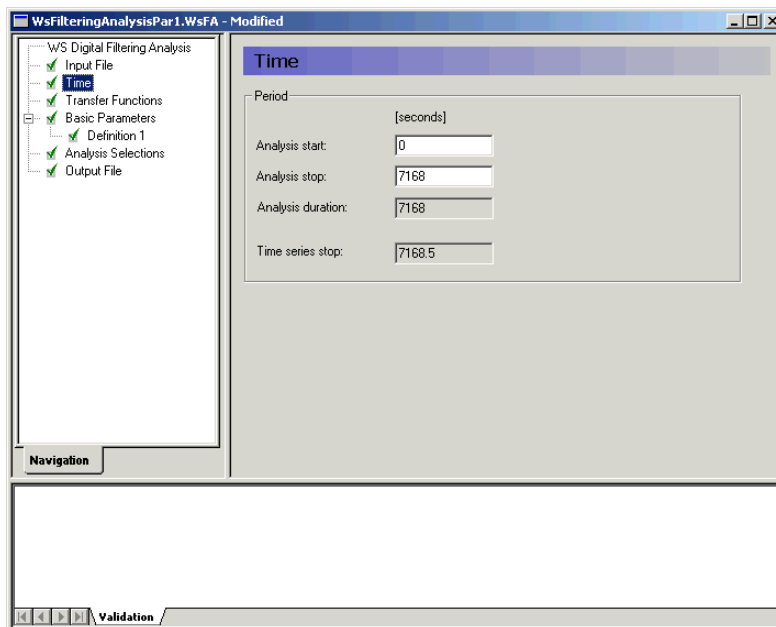 WsFilteringAnalysisPar1.WsFA - Modified
WS Digital Filtering Analysis
Input File
Time
Transfer Functions
Basic Parameters
Definition 1
Analysis Selections
Output File
Navigation
Time
Period
[seconds]
Analysis start: 0
Analysis stop: 7168
Analysis duration: 7168
Time series stop: 7168.5
Validation